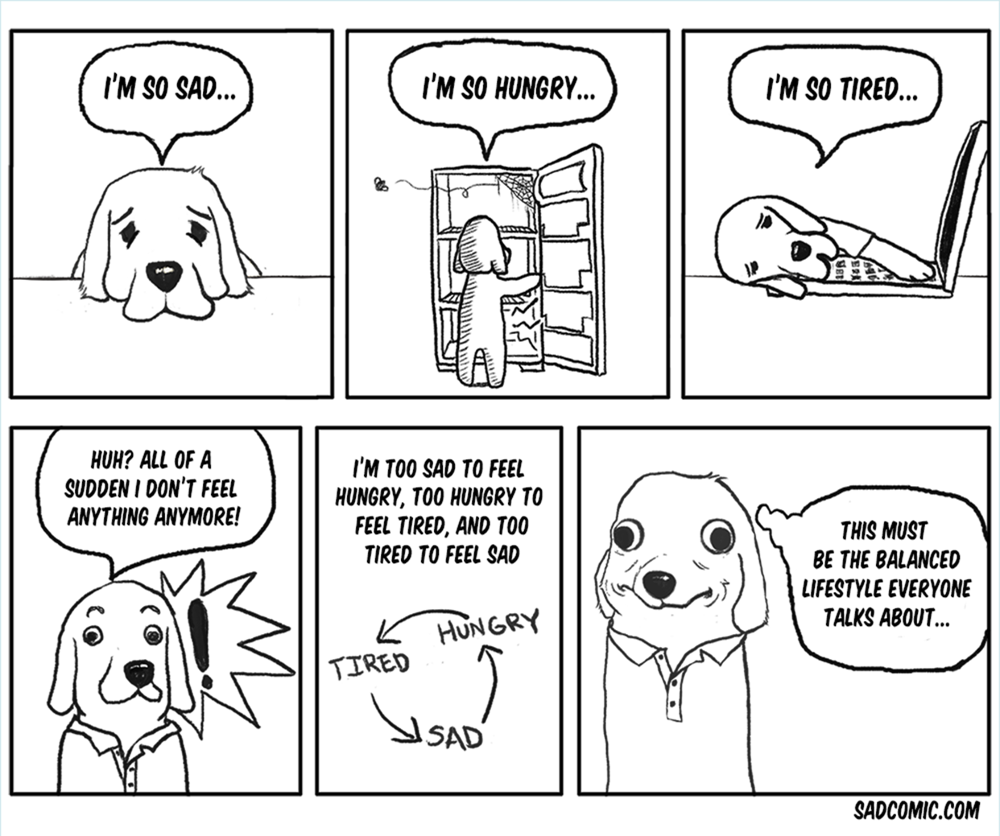 I'M SO SAD...
I'M SO HUNGRY...
I'M SO TIRED...
HUH? ALL OF A
SUDDEN I DON'T FEEL
ANYTHING ANYMORE!
!
I'M TOO SAD TO FEEL
HUNGRY, TOO HUNGRY TO
FEEL TIRED, AND TOO
TIRED TO FEEL SAD
HUNGRY
TIRED
SAD
THIS MUST
BE THE BALANCED
LIFESTYLE EVERYONE
TALKS ABOUT...
SADCOMIC.COM